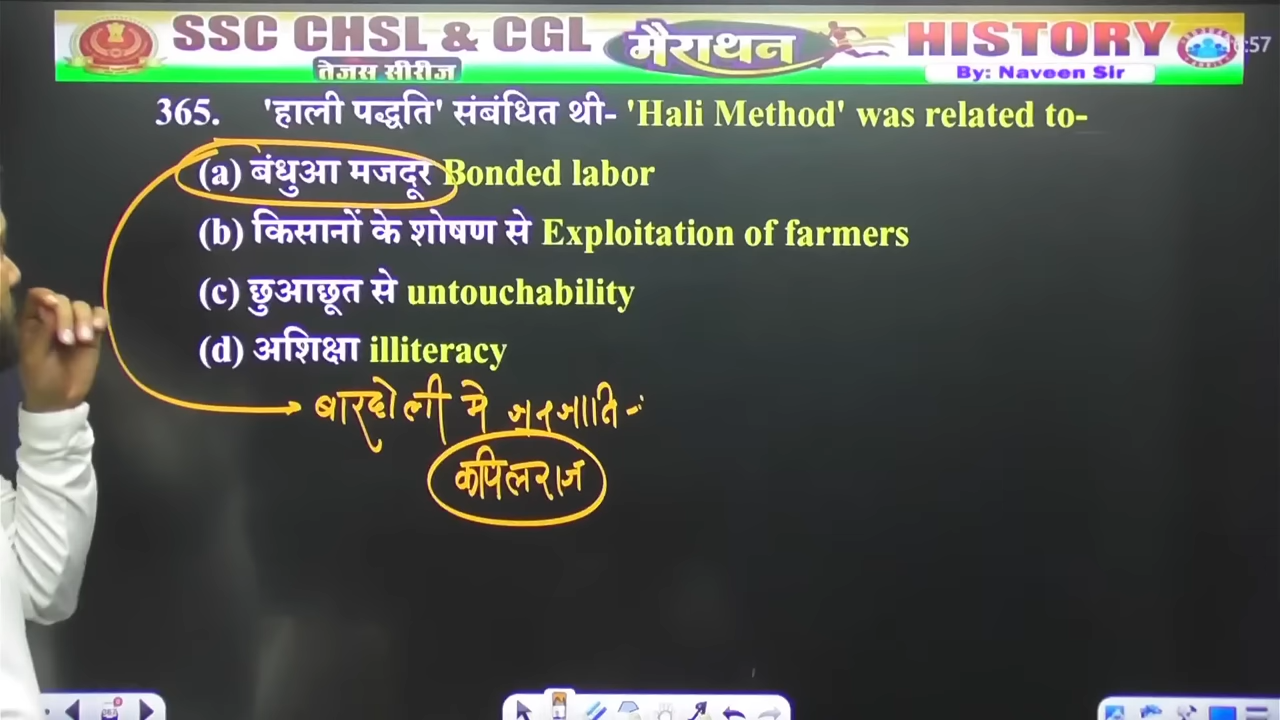 SSC CHSL & CGL मैराथन HISTORY
तेजस सीरीज
By: Naveen Sir
365. 'हाली पद्धति' संबंधित थी- 'Hali Method' was related to-
(a) बंधुआ मजदूर Bonded labor
(b) किसानों के शोषण से Exploitation of farmers
(c) छुआछूत से untouchability
(d) अशिक्षा illiteracy
बारदोली मे जनजाति -:
कपिलराज